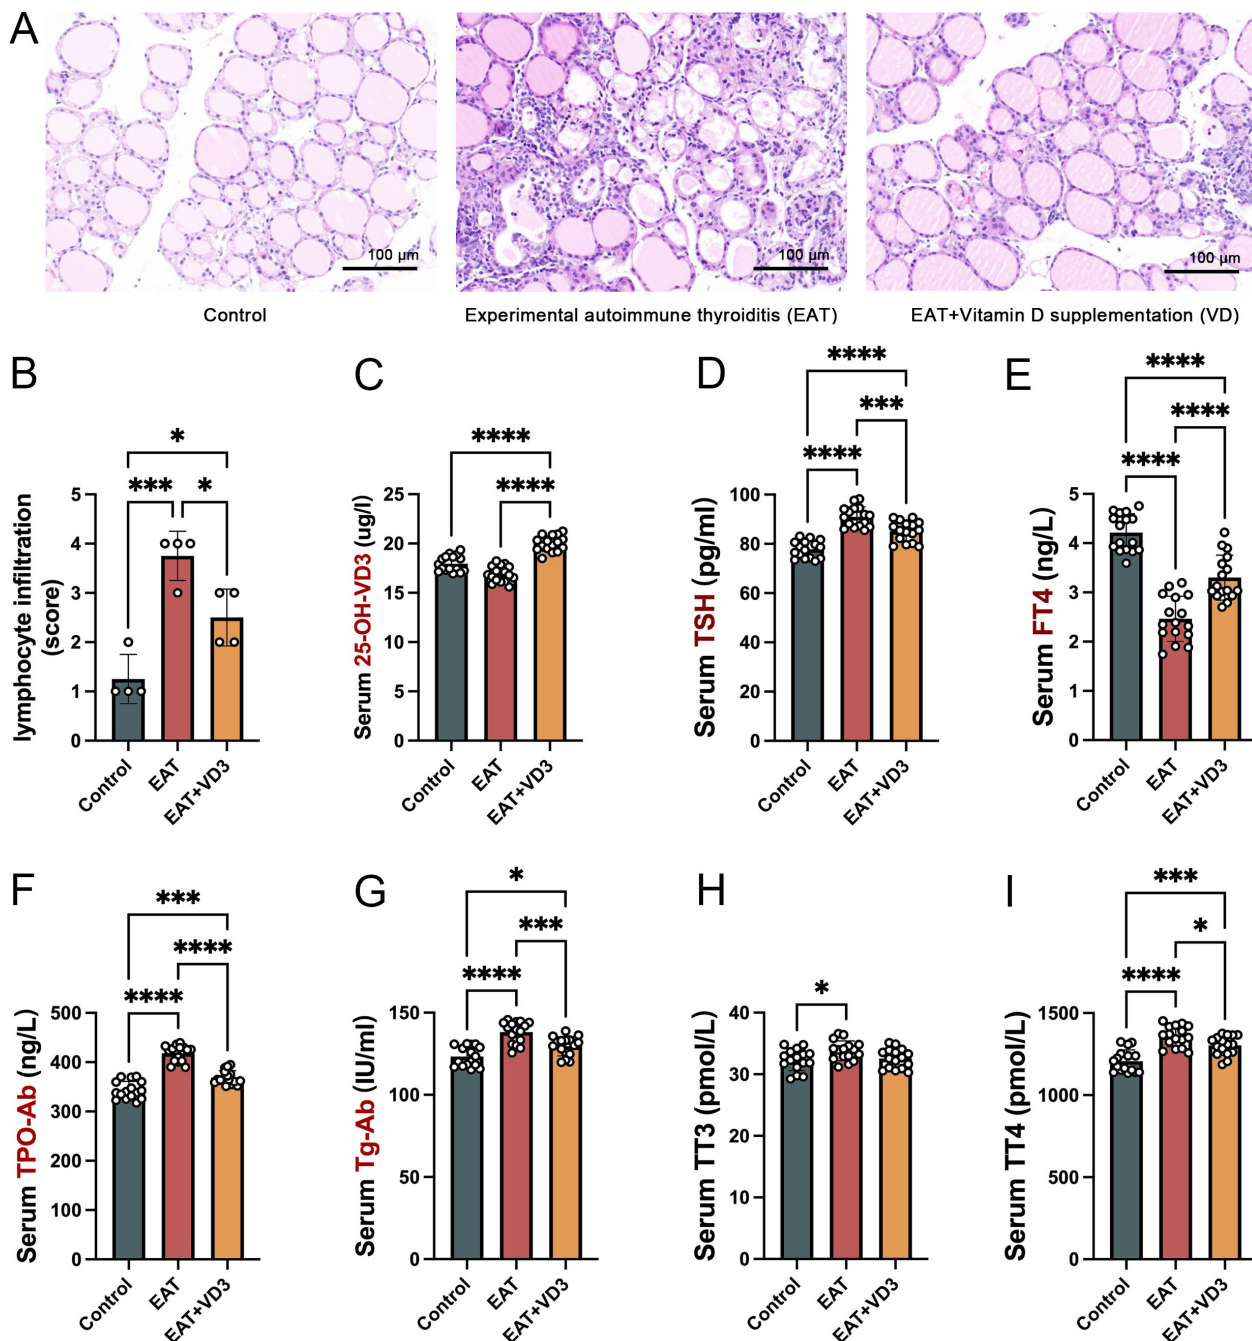 A
100 μm
100 μm
100 μm
Control
Experimental autoimmune thyroiditis (EAT)
EAT+Vitamin D supplementation (VD)
B
lymphocyte infiltration
(score)
5
4
3
2
1
0
*
***
*
Control
EAT
EAT+VD3
C
Serum 25-OH-VD3 (ug/l)
25
20
15
10
5
0
****
****
Control
EAT
EAT+VD3
D
Serum TSH (pg/ml)
100
80
60
40
20
0
****
***
****
Control
EAT
EAT+VD3
E
Serum FT4 (ng/L)
5
4
3
2
1
0
****
****
****
Control
EAT
EAT+VD3
F
Serum TPO-Ab (ng/L)
500
400
300
200
100
0
***
****
****
Control
EAT
EAT+VD3
G
Serum Tg-Ab (IU/ml)
150
100
50
0
*
***
****
Control
EAT
EAT+VD3
H
Serum TT3 (pmol/L)
40
30
20
10
0
*
Control
EAT
EAT+VD3
I
Serum TT4 (pmol/L)
1500
1000
500
0
***
*
****
Control
EAT
EAT+VD3